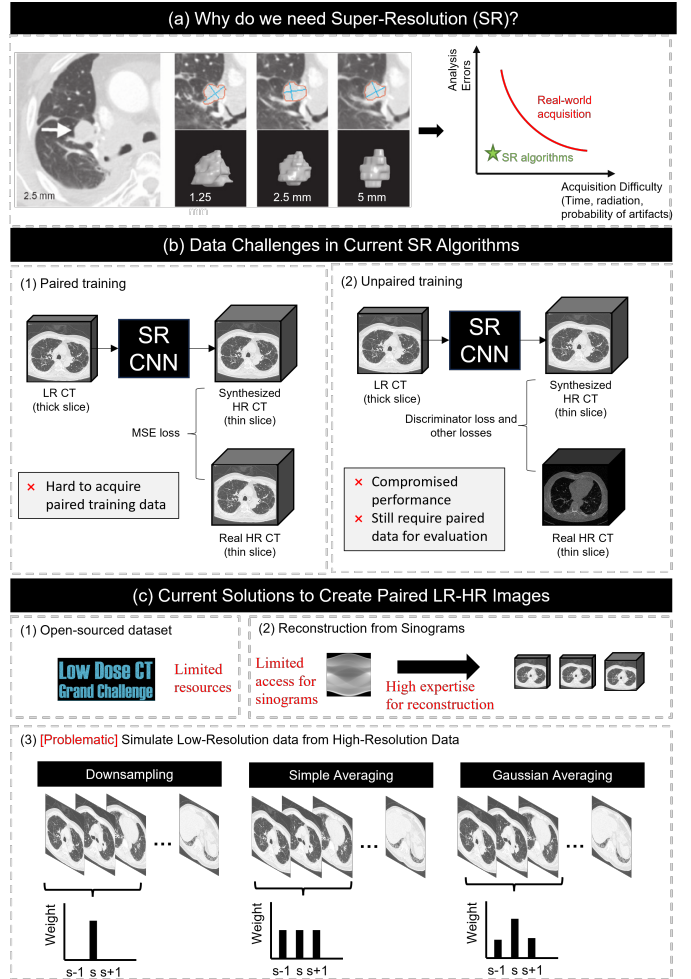 (a) Why do we need Super-Resolution (SR)?
2.5 mm
1.25
2.5 mm
5 mm
Analysis
Errors
Real-world
acquisition
SR algorithms
Acquisition Difficulty
(Time, radiation,
probability of artifacts)
(b) Data Challenges in Current SR Algorithms
(1) Paired training
SR
CNN
LR CT
(thick slice)
Synthesized
HR CT
(thin slice)
MSE loss
× Hard to acquire
paired training data
Real HR CT
(thin slice)
(2) Unpaired training
SR
CNN
LR CT
(thick slice)
Synthesized
HR CT
(thin slice)
Discriminator loss and
other losses
× Compromised
performance
× Still require paired
data for evaluation
Real HR CT
(thin slice)
(c) Current Solutions to Create Paired LR-HR Images
(1) Open-sourced dataset
Low Dose CT
Grand Challenge
Limited
resources
(2) Reconstruction from Sinograms
Limited
access for
sinograms
High expertise
for reconstruction
(3) [Problematic] Simulate Low-Resolution data from High-Resolution Data
Downsampling
...
Weight
s-1 s s+1
Simple Averaging
...
Weight
s-1 s s+1
Gaussian Averaging
...
Weight
s-1 s s+1